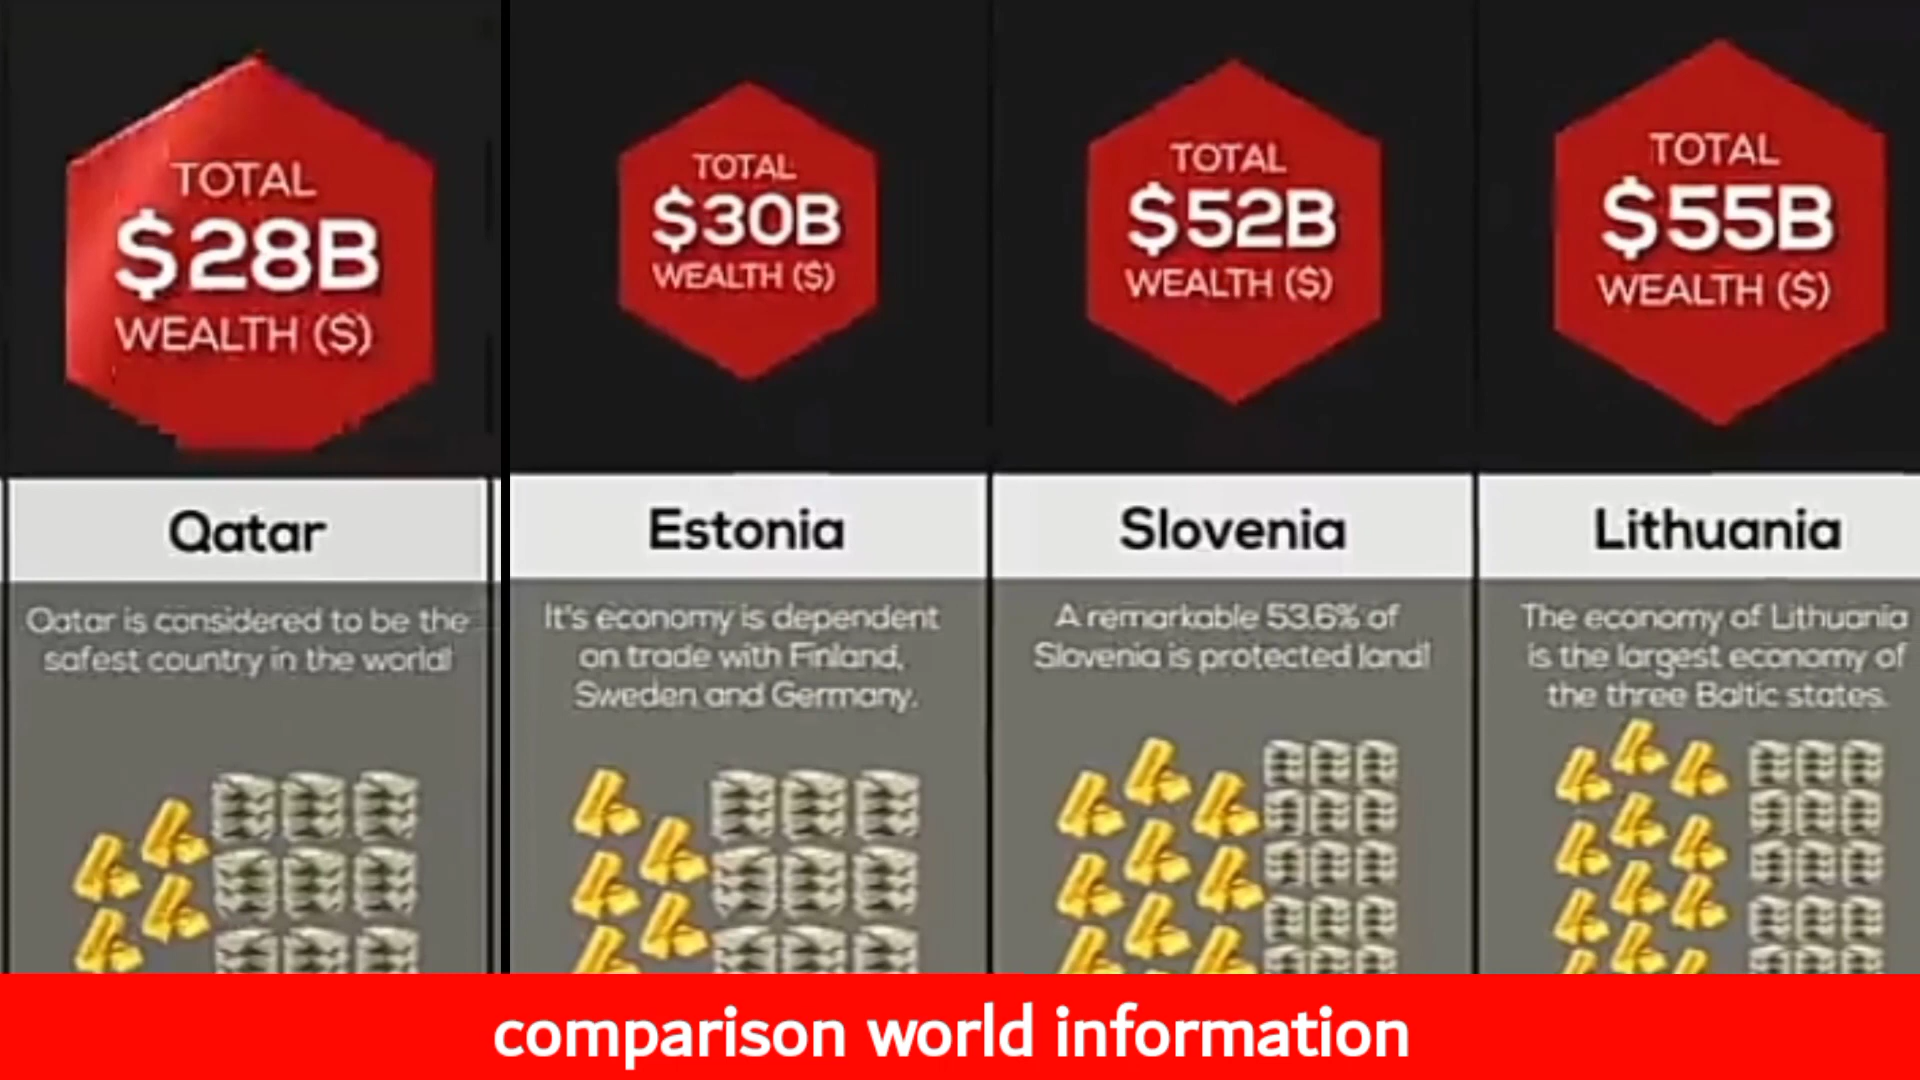 TOTAL
$28B
WEALTH ($)
Qatar
Qatar is considered to be the
safest country in the world!
TOTAL
$30B
WEALTH ($)
Estonia
It's economy is dependent
on trade with Finland,
Sweden and Germany.
TOTAL
$52B
WEALTH ($)
Slovenia
A remarkable 53.6% of
Slovenia is protected land!
TOTAL
$55B
WEALTH ($)
Lithuania
The economy of Lithuania
is the largest economy of
the three Baltic states.
comparison world information